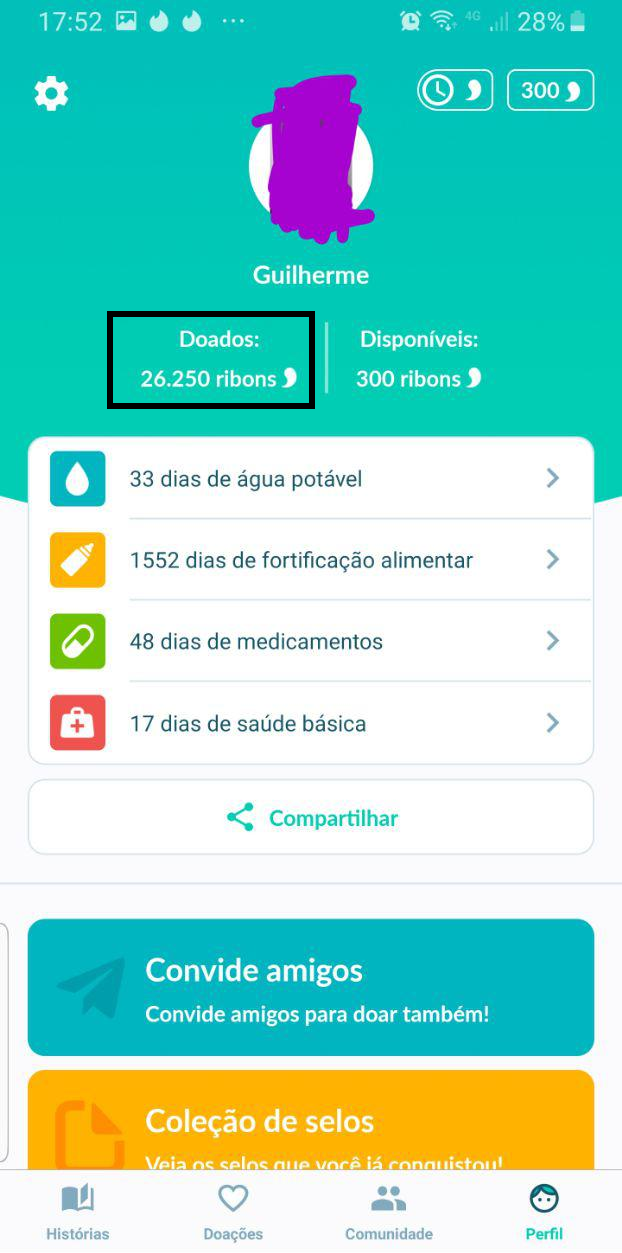 17:52 4G 28%
300
Guilherme
Doados:
26.250 ribons
Disponíveis:
300 ribons
33 dias de água potável
1552 dias de fortificação alimentar
48 dias de medicamentos
17 dias de saúde básica
Compartilhar
Convide amigos
Convide amigos para doar também!
Coleção de selos
Veja os selos que você já conquistou!
Histórias
Doações
Comunidade
Perfil